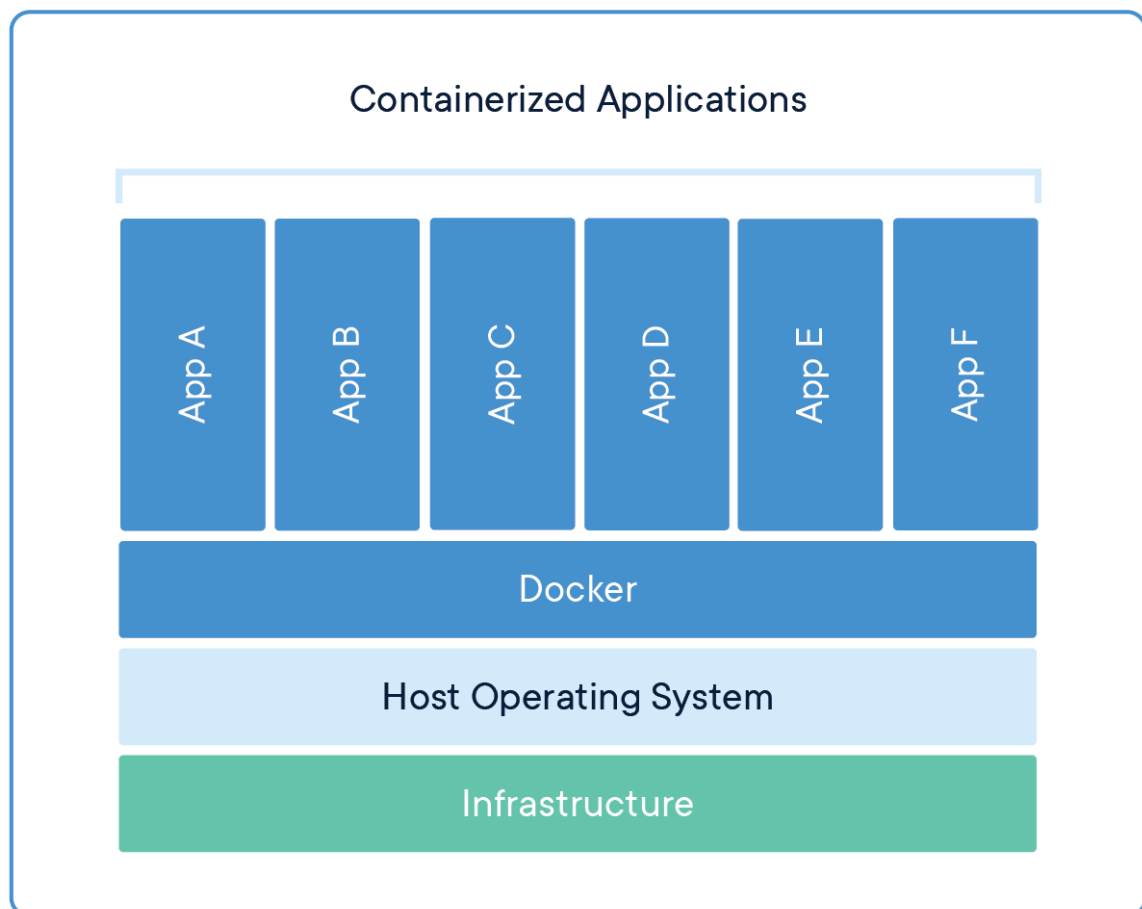 Containerized Applications
App A
App B
App C
App D
App E
App F
Docker
Host Operating System
Infrastructure